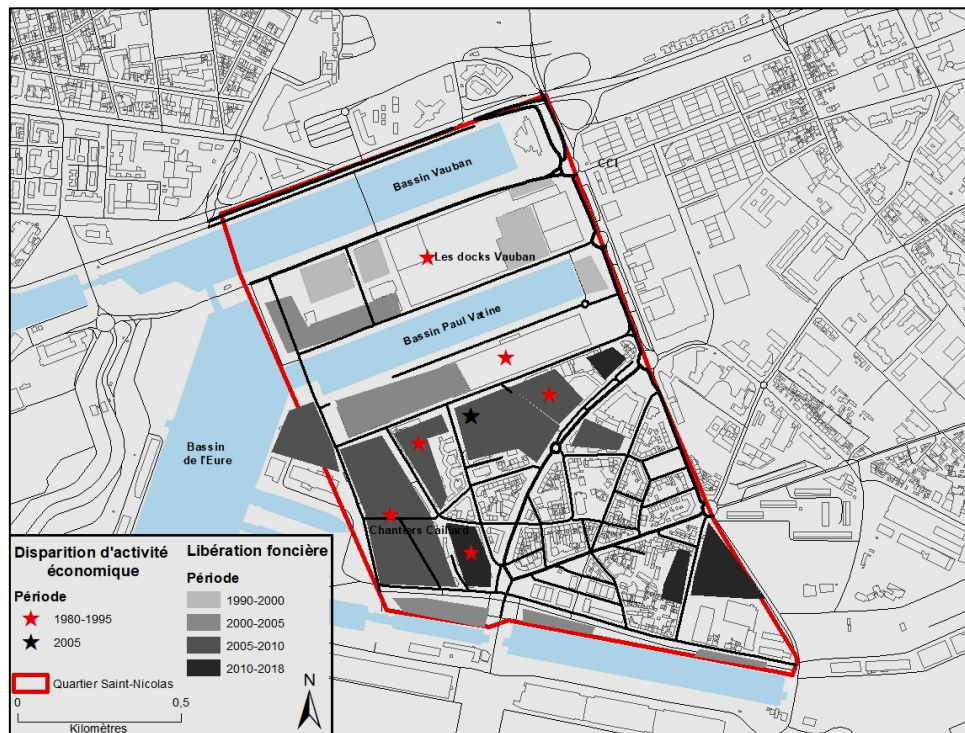 Bassin Vauban
CCI
Les docks Vauban
Bassin Paul Vatine
Bassin
de l'Eure
Chantiers Caillard
Disparition d'activité
économique
Période
1980-1995
2005
Quartier Saint-Nicolas
0 0,5
Kilomètres
Libération foncière
Période
1990-2000
2000-2005
2005-2010
2010-2018
N